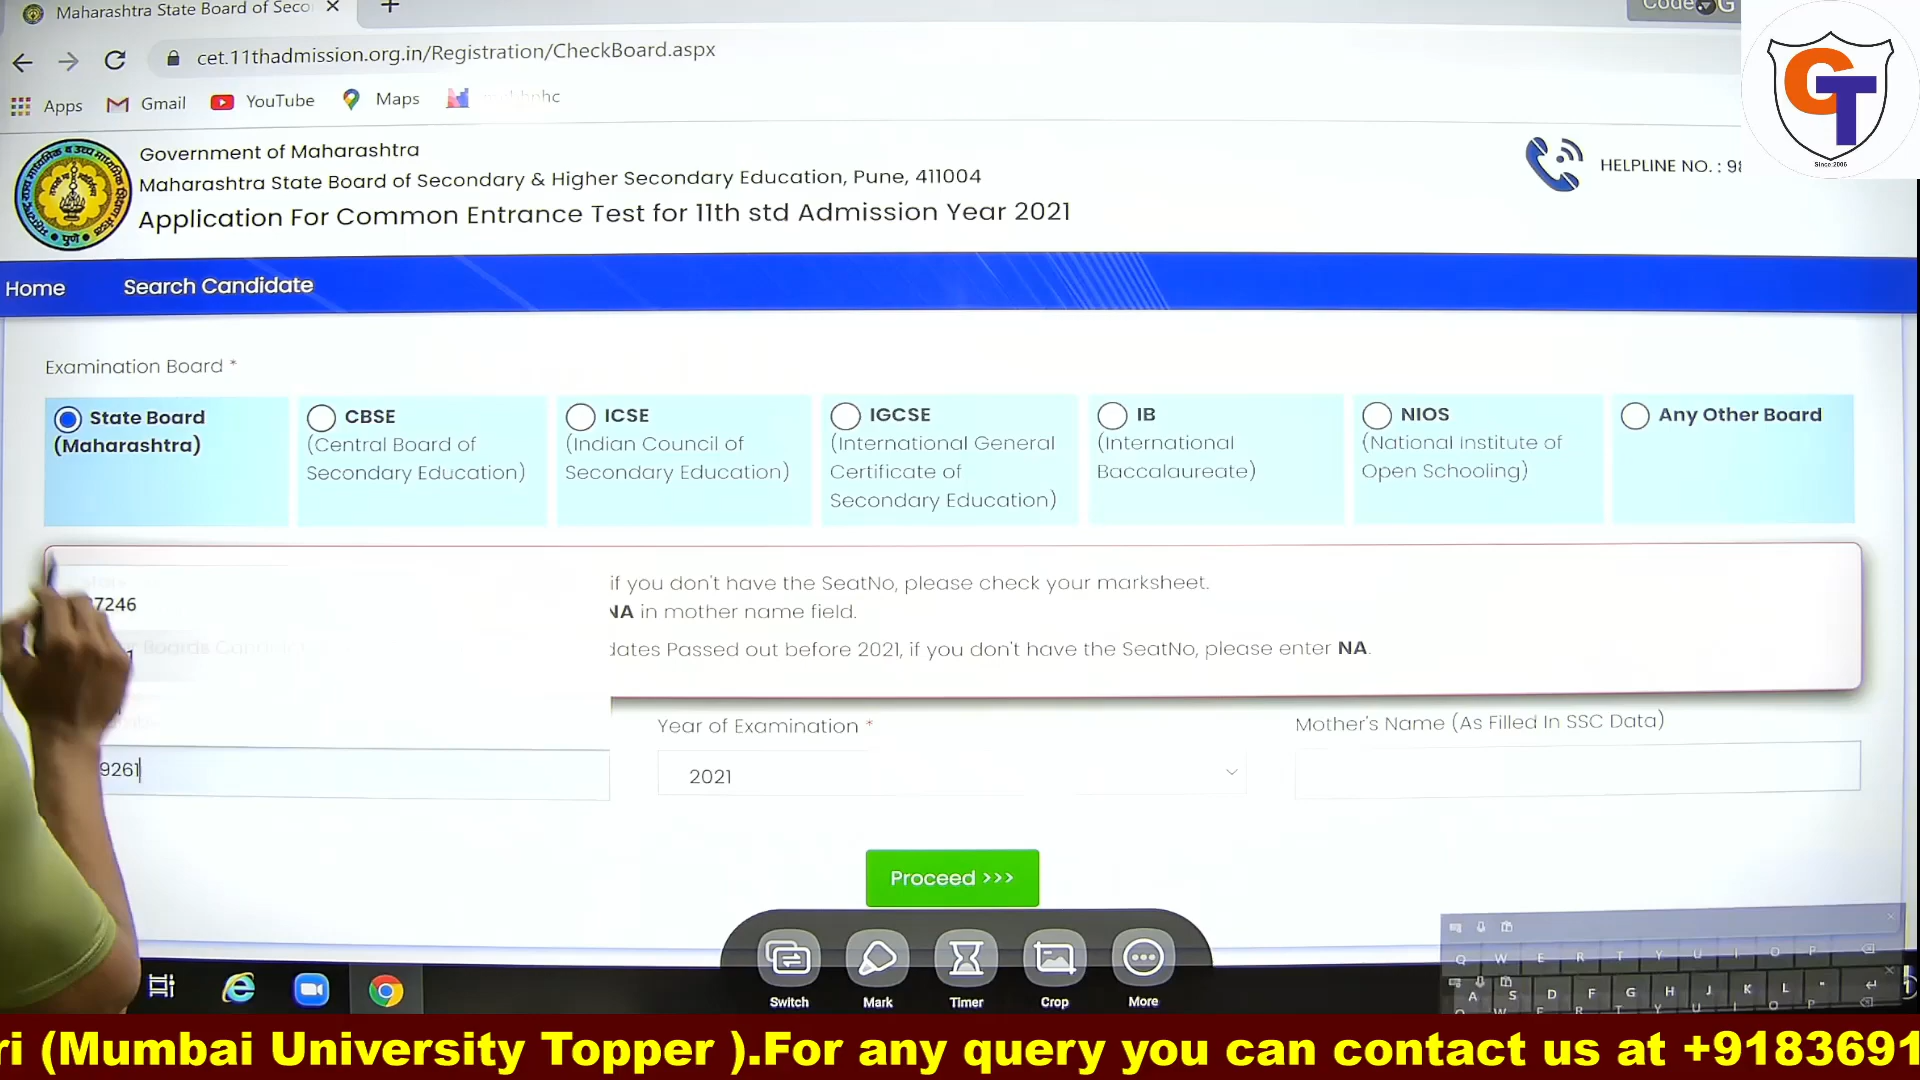 Maharashtra State Board of Seco
cet.11thadmission.org.in/Registration/CheckBoard.aspx
Apps
Gmail
YouTube
Maps
GT
Since:2006
Government of Maharashtra
Maharashtra State Board of Secondary & Higher Secondary Education, Pune, 411004
Application For Common Entrance Test for 11th std Admission Year 2021
HELPLINE NO. : 98
Home
Search Candidate
Examination Board *
State Board
(Maharashtra)
CBSE
(Central Board of
Secondary Education)
ICSE
(Indian Council of
Secondary Education)
IGCSE
(International General
Certificate of
Secondary Education)
IB
(International
Baccalaureate)
NIOS
(National Institute of
Open Schooling)
Any Other Board
if you don't have the SeatNo, please check your marksheet.
7246
NA in mother name field.
Boards
dates Passed out before 2021, if you don't have the SeatNo, please enter NA.
Year of Examination *
Mother's Name (As Filled In SSC Data)
9261
2021
Proceed >>>
Switch
Mark
Timer
Crop
More
Q W E R T Y U I O P
A S D F G H J K L "
ri (Mumbai University Topper ).For any query you can contact us at +9183691